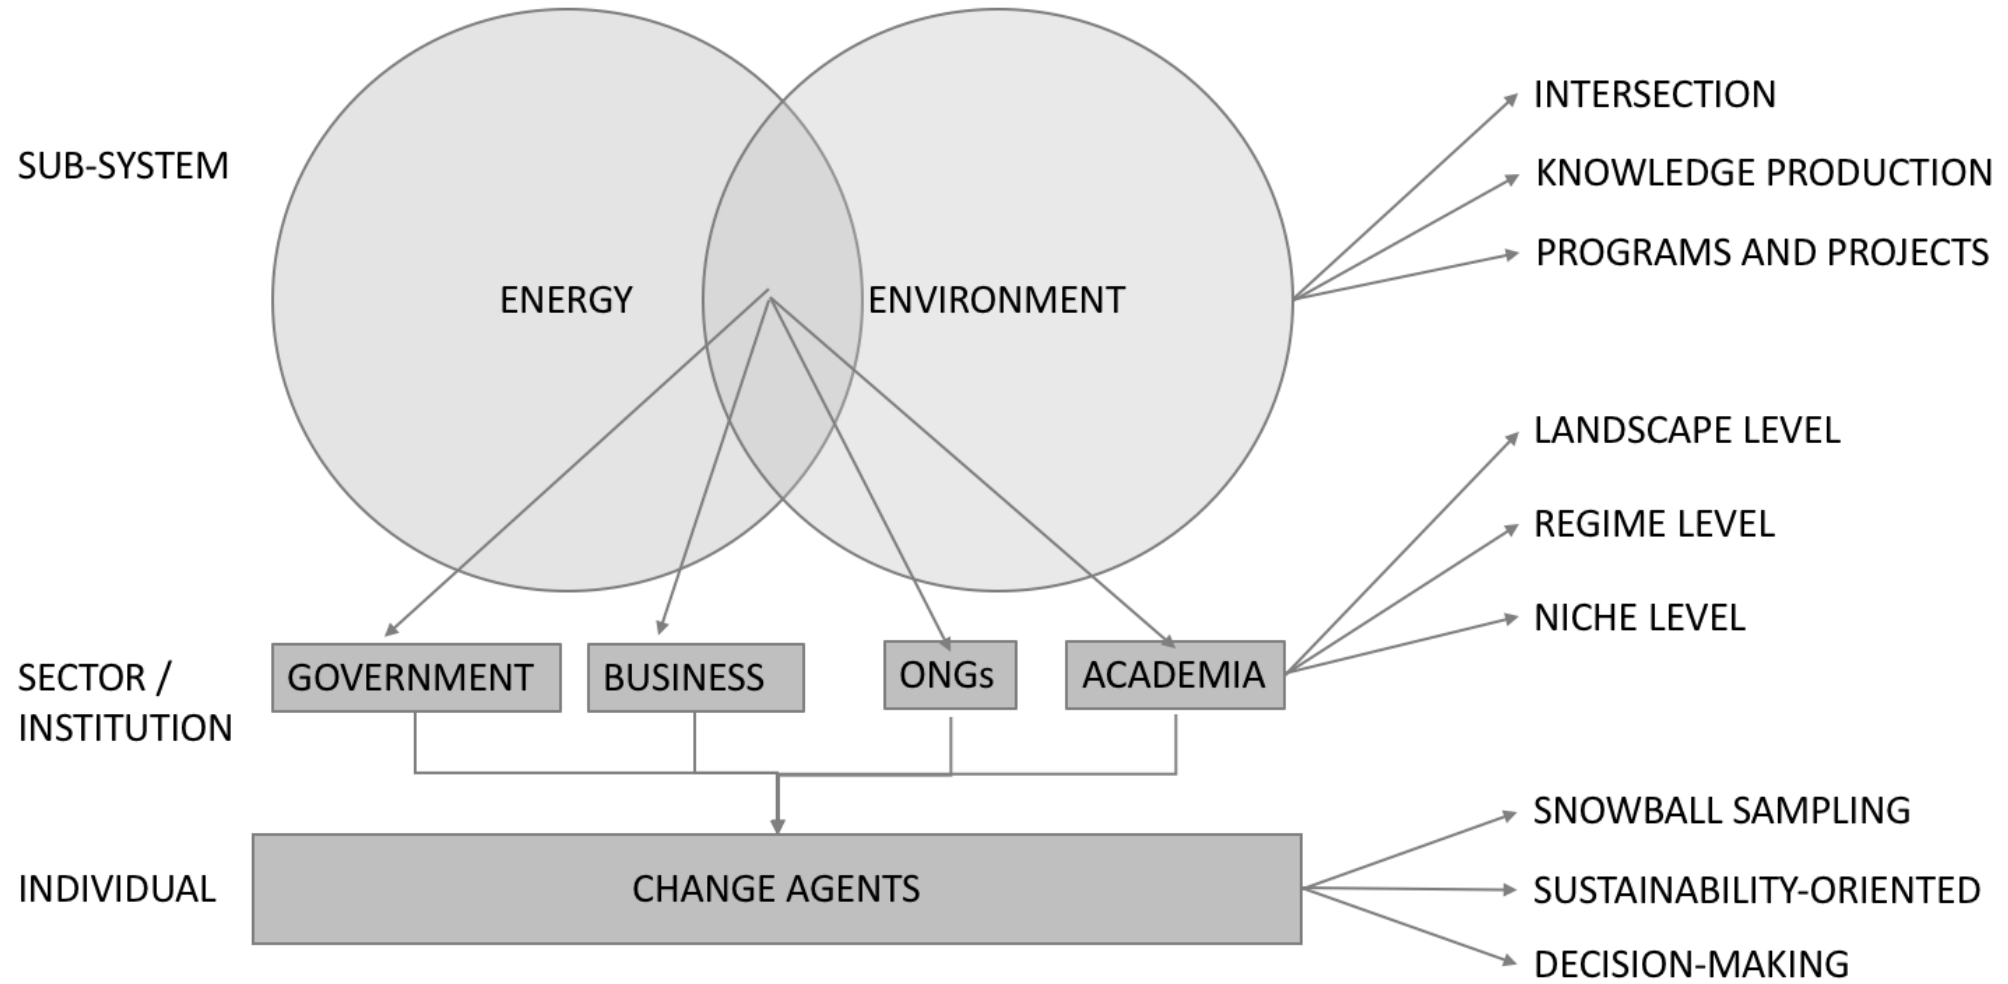 SUB-SYSTEM
ENERGY
ENVIRONMENT
INTERSECTION
KNOWLEDGE PRODUCTION
PROGRAMS AND PROJECTS
LANDSCAPE LEVEL
REGIME LEVEL
NICHE LEVEL
SECTOR /
INSTITUTION
GOVERNMENT
BUSINESS
ONGs
ACADEMIA
INDIVIDUAL
CHANGE AGENTS
SNOWBALL SAMPLING
SUSTAINABILITY-ORIENTED
DECISION-MAKING